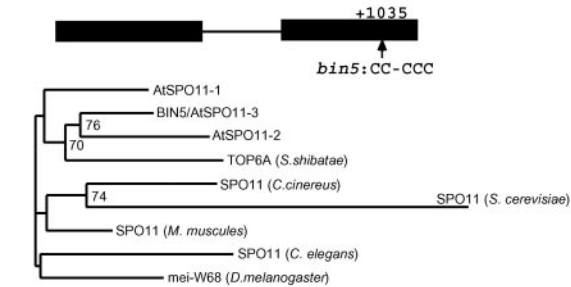 +1035
bin5:CC-CCC
AtSPO11-1
BIN5/AtSPO11-3
76
AtSPO11-2
70
TOP6A (S.shibatae)
SPO11 (C.cinereus)
74
SPO11 (S. cerevisiae)
SPO11 (M. muscules)
SPO11 (C. elegans)
mei-W68 (D.melanogaster)